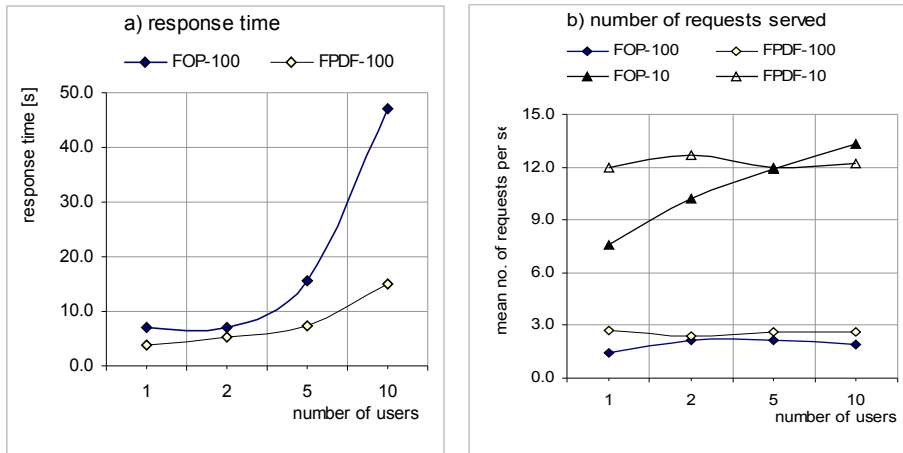 a) response time
FOP-100 FPDF-100
response time [s]
50.0
40.0
30.0
20.0
10.0
0.0
1 2 5 10
number of users
b) number of requests served
FOP-100 FPDF-100
FOP-10 FPDF-10
mean no. of requests per se
15.0
12.0
9.0
6.0
3.0
0.0
1 2 5 10
number of users